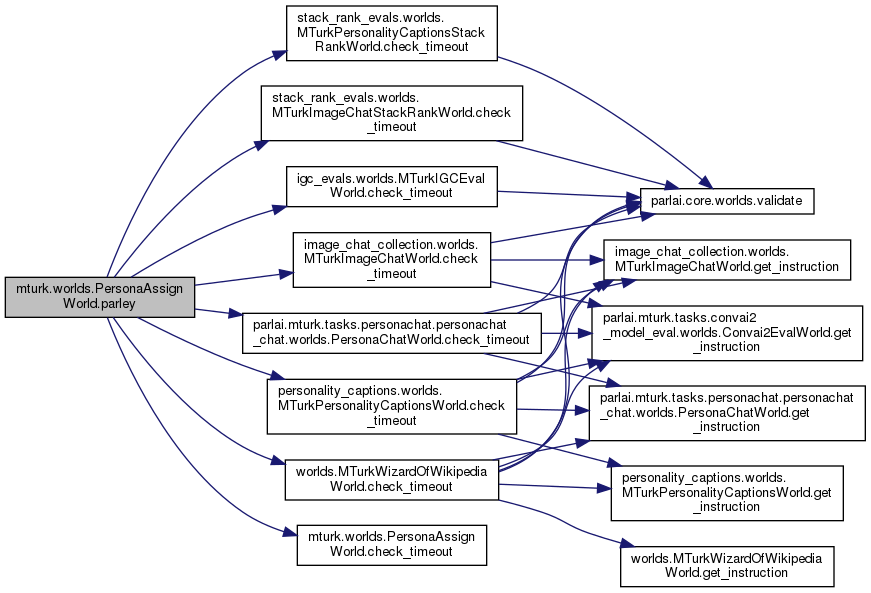 mturk.worlds.PersonaAssign
World.parley
stack_rank_evals.worlds.
MTurkPersonalityCaptionsStack
RankWorld.check_timeout
stack_rank_evals.worlds.
MTurkImageChatStackRankWorld.check
_timeout
igc_evals.worlds.MTurkIGCEval
World.check_timeout
image_chat_collection.worlds.
MTurkImageChatWorld.check
_timeout
parlai.mturk.tasks.personachat.personachat
_chat.worlds.PersonaChatWorld.check_timeout
personality_captions.worlds.
MTurkPersonalityCaptionsWorld.check
_timeout
worlds.MTurkWizardOfWikipedia
World.check_timeout
mturk.worlds.PersonaAssign
World.check_timeout
parlai.core.worlds.validate
image_chat_collection.worlds.
MTurkImageChatWorld.get_instruction
parlai.mturk.tasks.convai2
_model_eval.worlds.Convai2EvalWorld.get
_instruction
parlai.mturk.tasks.personachat.personachat
_chat.worlds.PersonaChatWorld.get
_instruction
personality_captions.worlds.
MTurkPersonalityCaptionsWorld.get
_instruction
worlds.MTurkWizardOfWikipedia
World.get_instruction